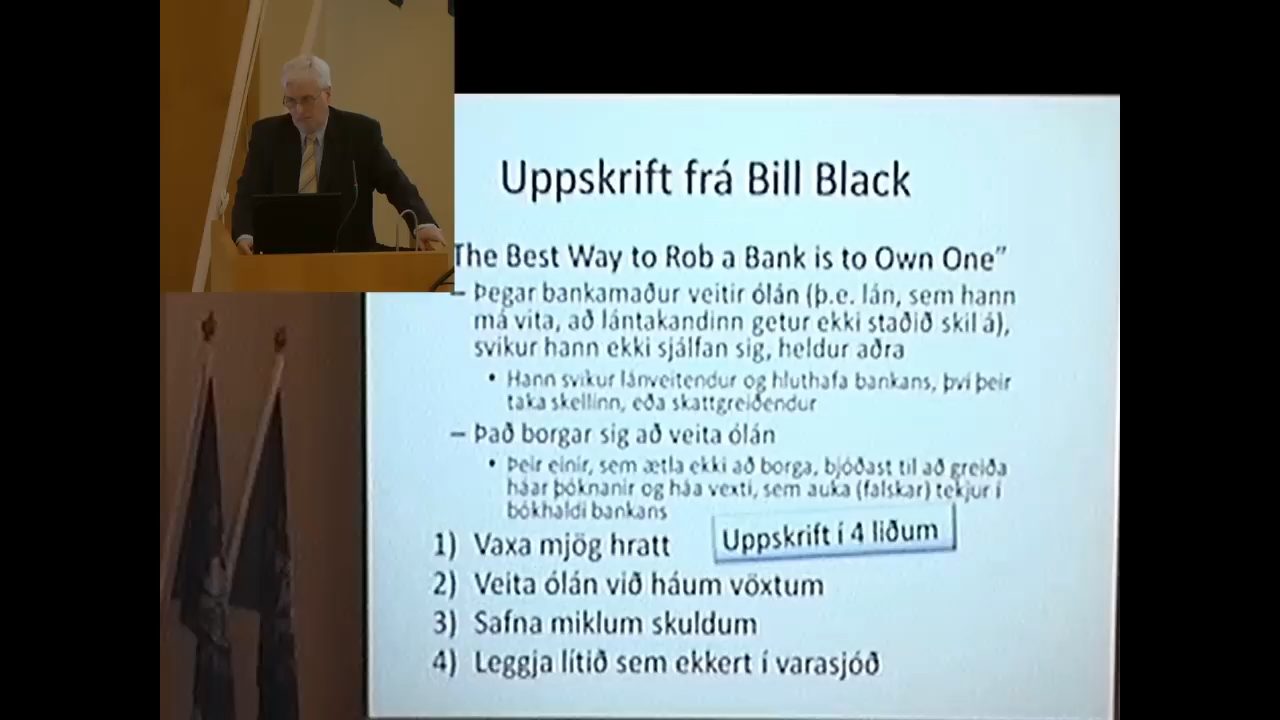 Uppskrift frá Bill Black
The Best Way to Rob a Bank is to Own One”
– Þegar bankamaður veitir ólán (þ.e. lán, sem hann
má vita, að lántakandinn getur ekki staðið skil á),
svikur hann ekki sjálfan sig, heldur aðra
• Hann svikur lánveitendur og hluthafa bankans, því þeir
taka skellinn, eða skattgreiðendur
– Það borgar sig að veita ólán
• Þeir einir, sem ætla ekki að borga, bjóðast til að greiða
háar þóknanir og háa vexti, sem auka (falskar) tekjur í
bókhaldi bankans
1) Vaxa mjög hratt
Uppskrift í 4 liðum
2) Veita ólán við háum vöxtum
3) Safna miklum skuldum
4) Leggja lítið sem ekkert í varasjóð